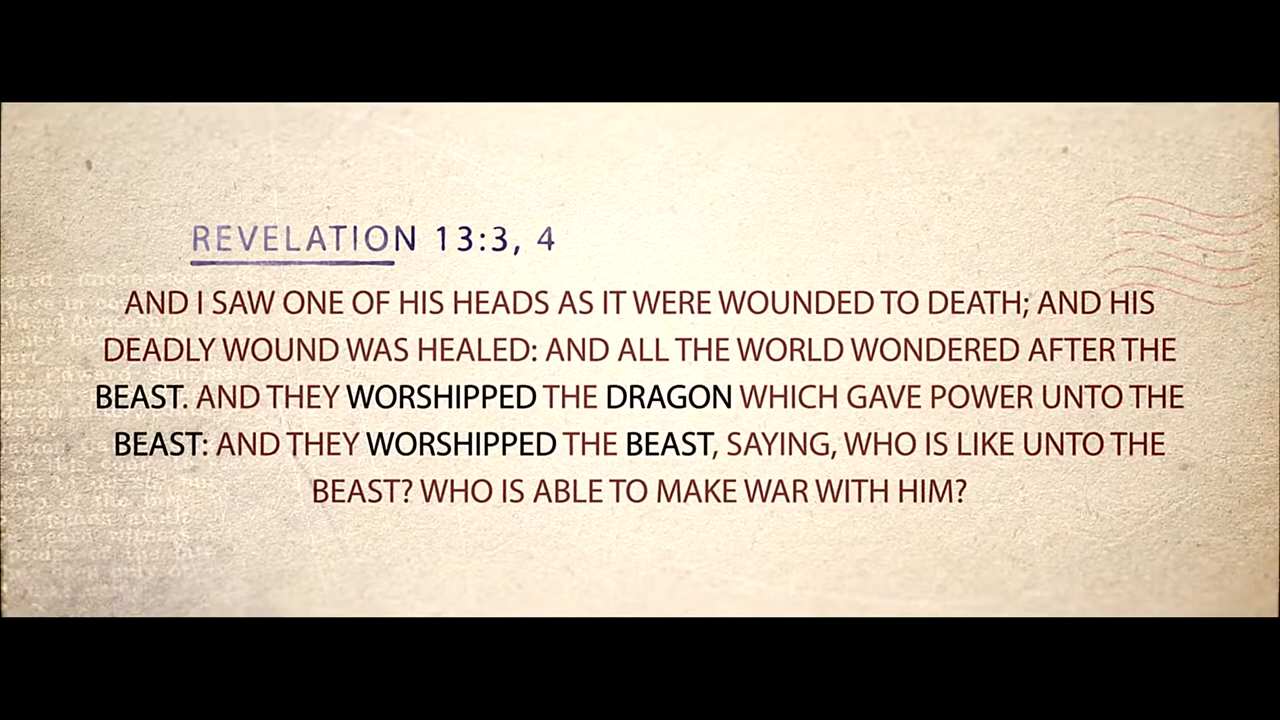 REVELATION 13:3, 4
AND I SAW ONE OF HIS HEADS AS IT WERE WOUNDED TO DEATH; AND HIS
DEADLY WOUND WAS HEALED: AND ALL THE WORLD WONDERED AFTER THE
BEAST. AND THEY WORSHIPPED THE DRAGON WHICH GAVE POWER UNTO THE
BEAST: AND THEY WORSHIPPED THE BEAST, SAYING, WHO IS LIKE UNTO THE
BEAST? WHO IS ABLE TO MAKE WAR WITH HIM?